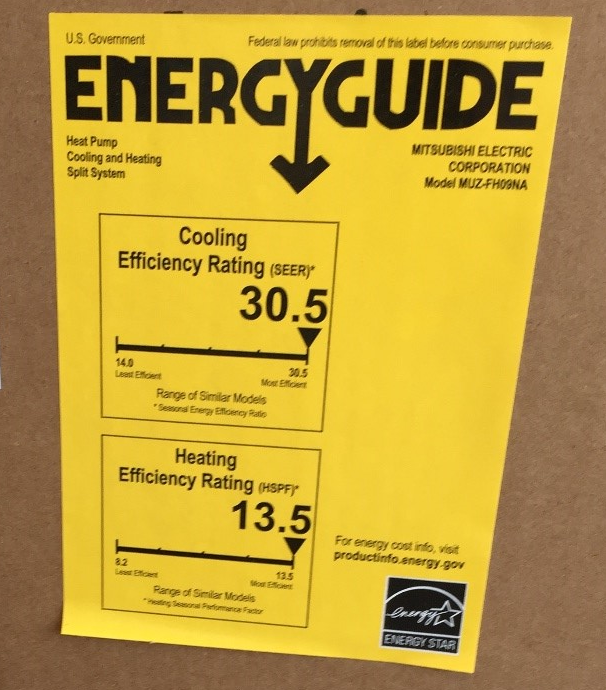 U.S. Government
Federal law prohibits removal of this label before consumer purchase.
ENERGYGUIDE
Heat Pump
Cooling and Heating
Split System
MITSUBISHI ELECTRIC
CORPORATION
Model MUZ-FH09NA
Cooling
Efficiency Rating (SEER)*
30.5
14.0
Least Efficient
30.5
Most Efficient
Range of Similar Models
* Seasonal Energy Efficiency Ratio
Heating
Efficiency Rating (HSPF)*
13.5
8.2
Least Efficient
13.5
Most Efficient
Range of Similar Models
* Heating Seasonal Performance Factor
For energy cost info, visit
productinfo.energy.gov
energy
ENERGY STAR